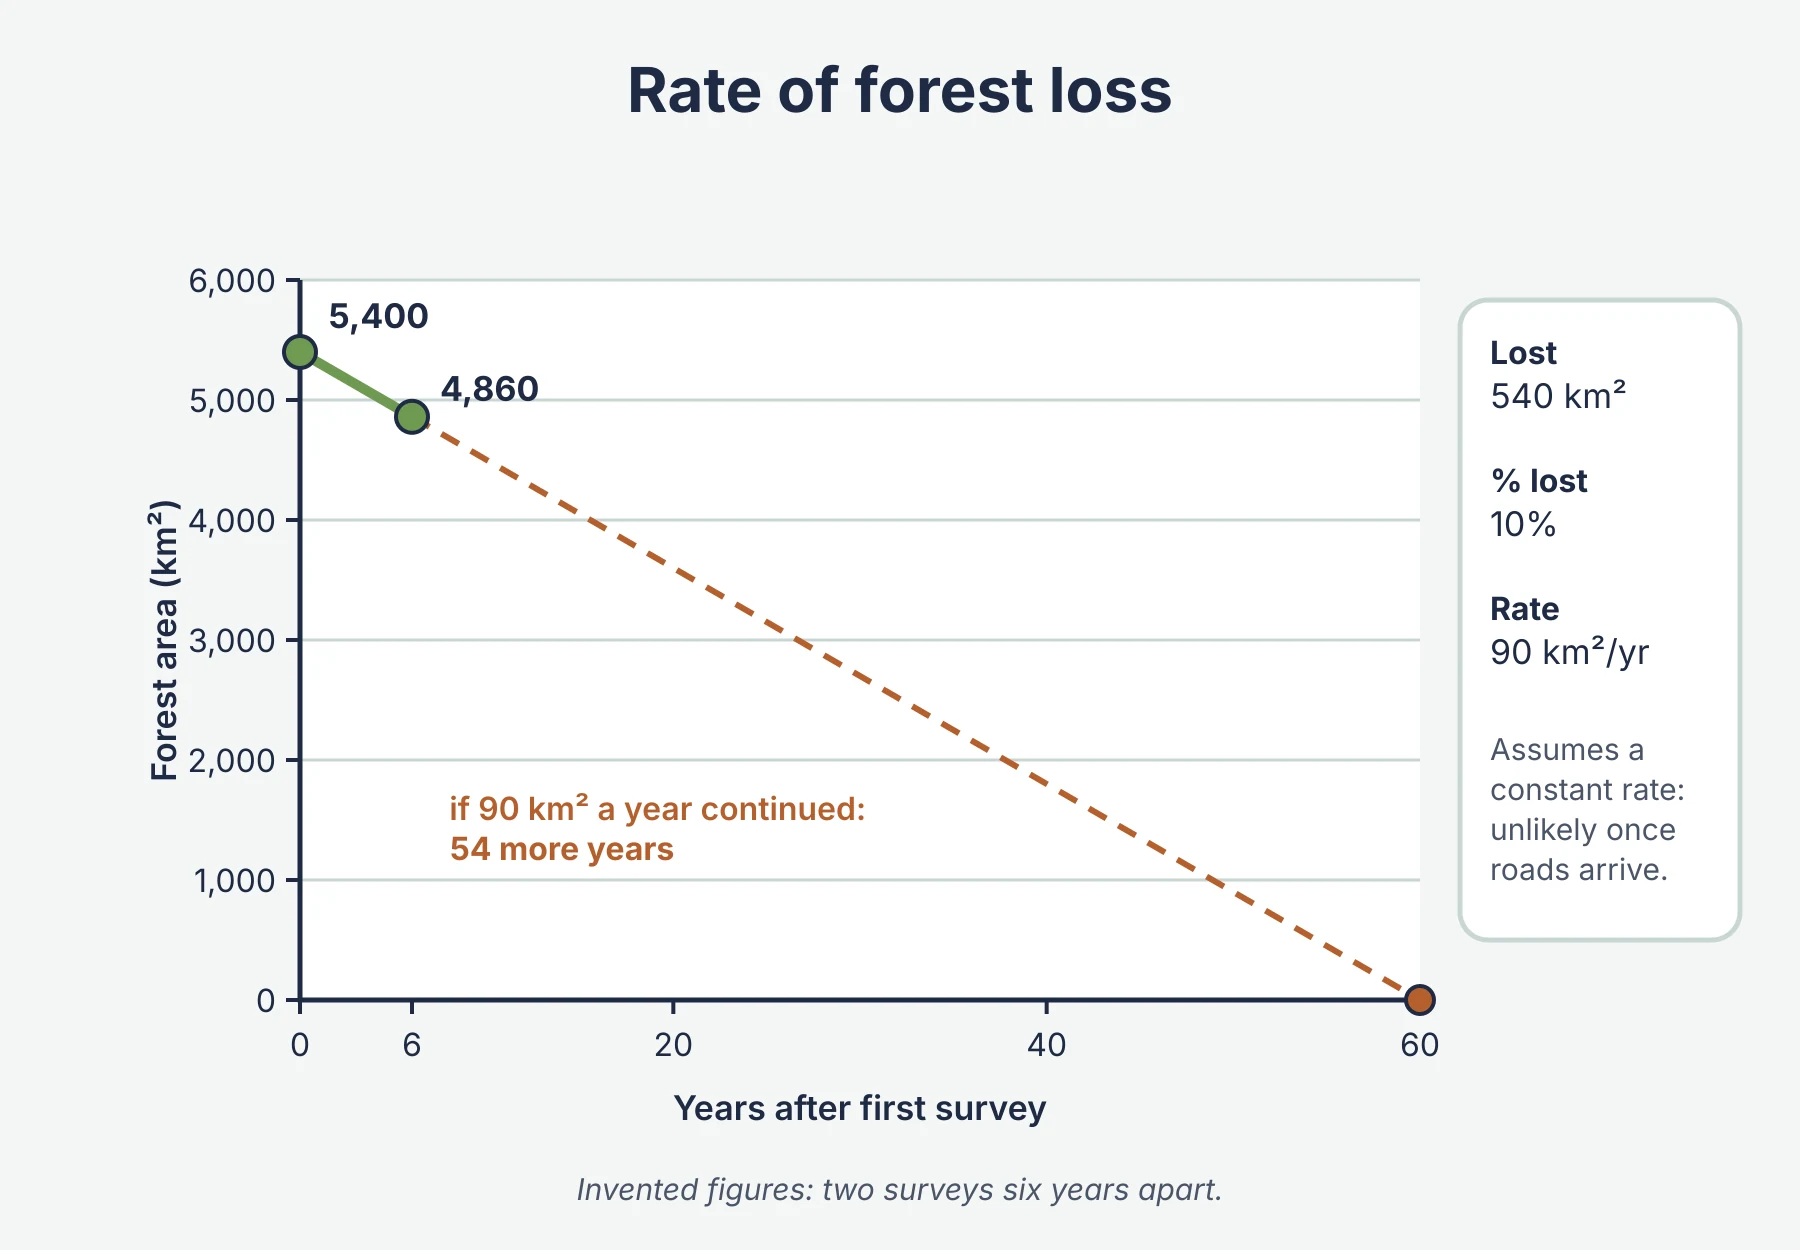 Rate of forest loss
6,000
5,400
5,000
4,860
4,000
3,000
2,000
1,000
0
Forest area (km²)
if 90 km² a year continued:
54 more years
0
6
20
40
60
Years after first survey
Lost
540 km²
% lost
10%
Rate
90 km²/yr
Assumes a
constant rate:
unlikely once
roads arrive.
Invented figures: two surveys six years apart.